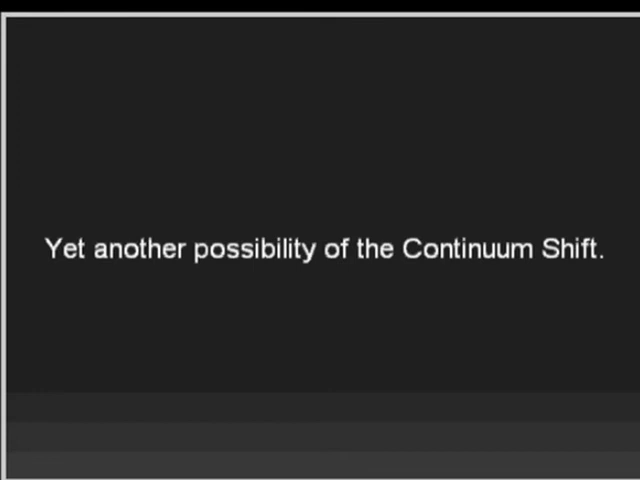 Yet another possibility of the Continuum Shift.